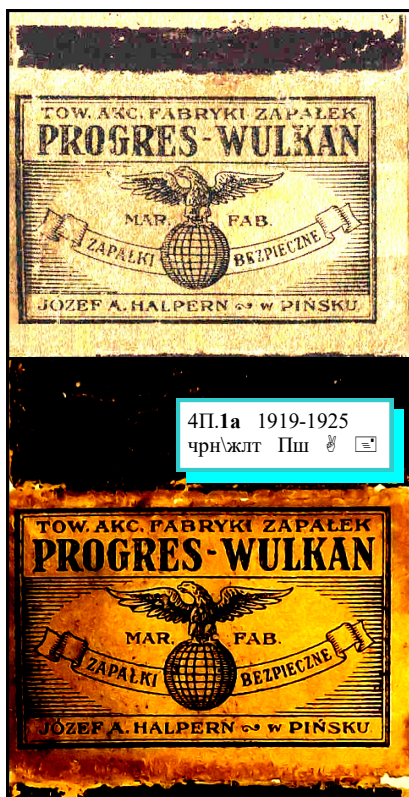 TOW. AKC. FABRYKI ZAPAŁEK
PROGRES-WULKAN
MAR. FAB.
ZAPAŁKI BEZPIECZNE
JÓZEF A. HALPERN ~ W PIŃSKU
4П.1а 1919-1925
чрн\жлт Пш ✌ 🖃
TOW. AKC. FABRYKI ZAPAŁEK
PROGRES-WULKAN
MAR. FAB.
ZAPAŁKI BEZPIECZNE
JÓZEF A. HALPERN ~ W PIŃSKU